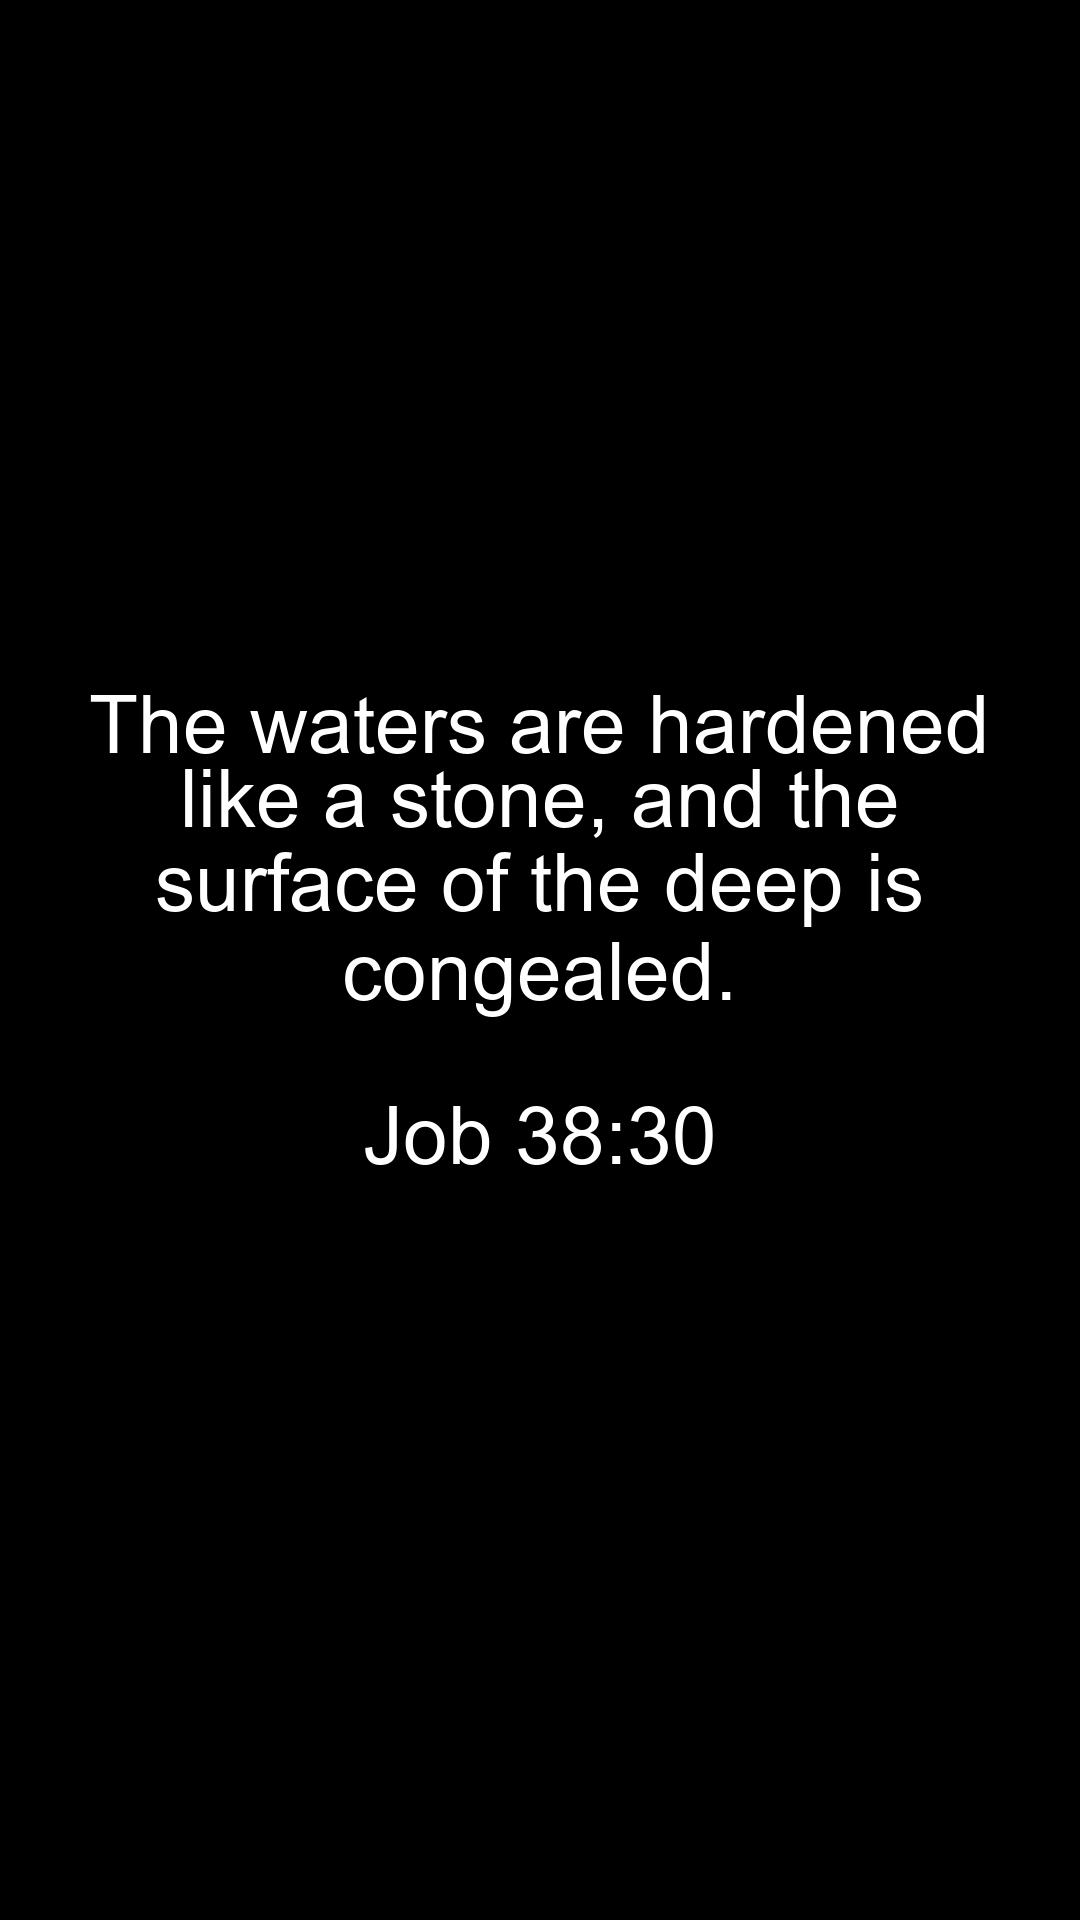 The waters are hardened
like a stone, and the
surface of the deep is
congealed.
Job 38:30